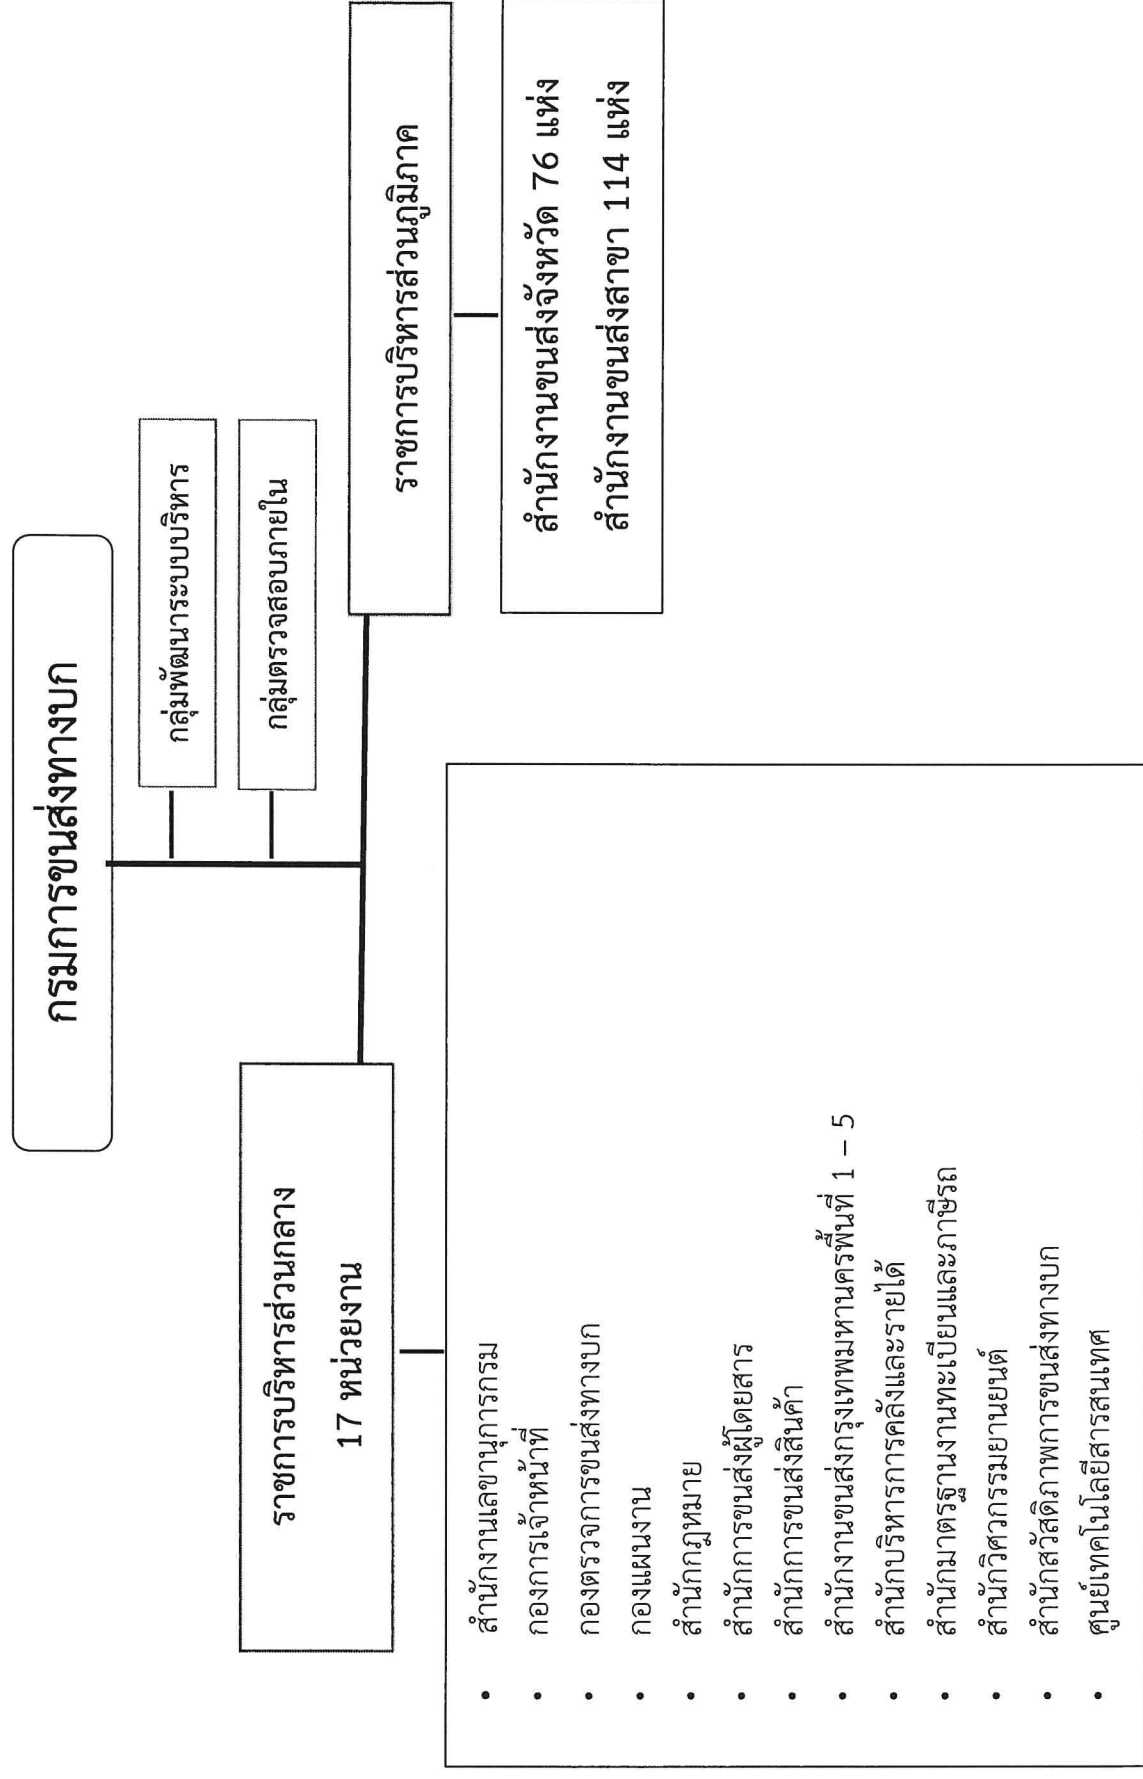 กรมการขนส่งทางบก
กลุ่มพัฒนาระบบบริหาร
กลุ่มตรวจสอบภายใน
ราชการบริหารส่วนกลาง
17 หน่วยงาน
ราชการบริหารส่วนภูมิภาค
• สำนักงานเลขานุการกรม
• กองการเจ้าหน้าที่
• กองตรวจการขนส่งทางบก
• กองแผนงาน
• สำนักกฎหมาย
• สำนักการขนส่งผู้โดยสาร
• สำนักการขนส่งสินค้า
• สำนักงานขนส่งกรุงเทพมหานครพื้นที่ 1 – 5
• สำนักบริหารการคลังและรายได้
• สำนักมาตรฐานงานทะเบียนและภาษีรถ
• สำนักวิศวกรรมยานยนต์
• สำนักสวัสดิภาพการขนส่งทางบก
• ศูนย์เทคโนโลยีสารสนเทศ
สำนักงานขนส่งจังหวัด 76 แห่ง
สำนักงานขนส่งสาขา 114 แห่ง